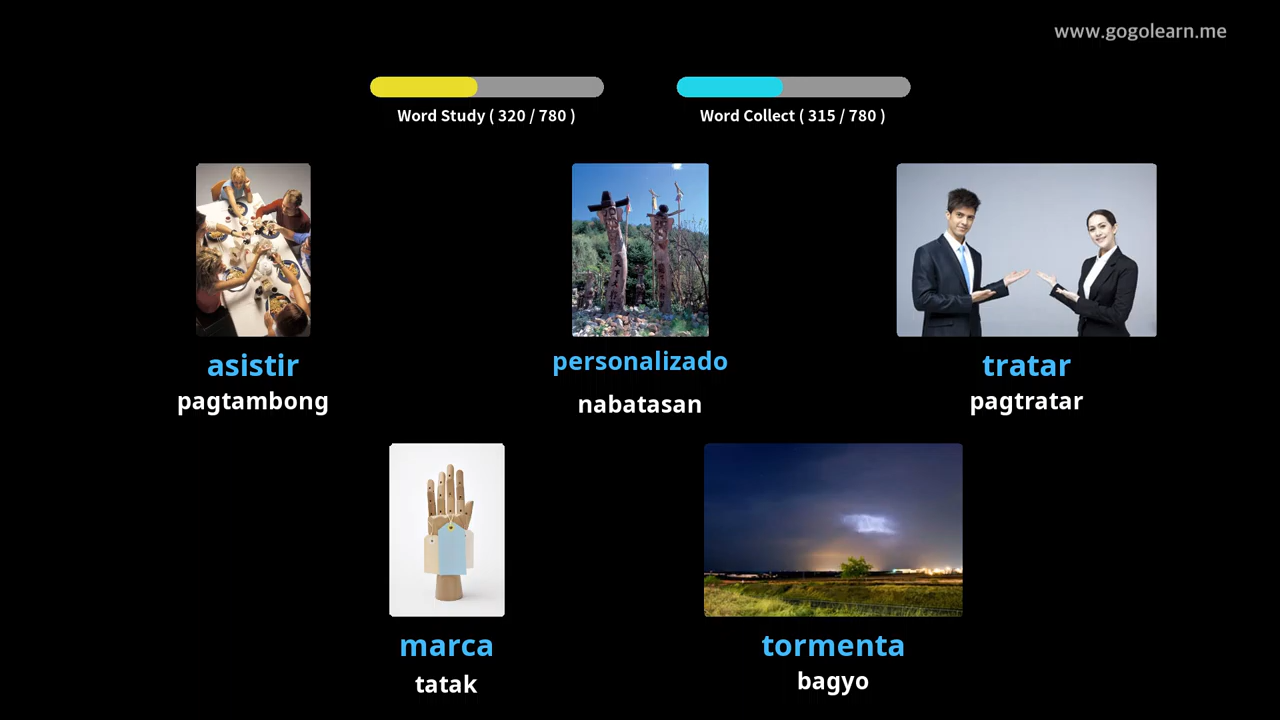 www.gogolearn.me
Word Study ( 320 / 780 )
Word Collect ( 315 / 780 )
asistir
pagtambong
personalizado
nabatasan
tratar
pagtratar
marca
tatak
tormenta
bagyo